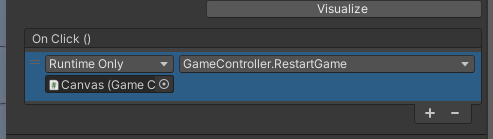 Visualize
On Click ()
Runtime Only GameController.RestartGame
Canvas (Game C
+ -